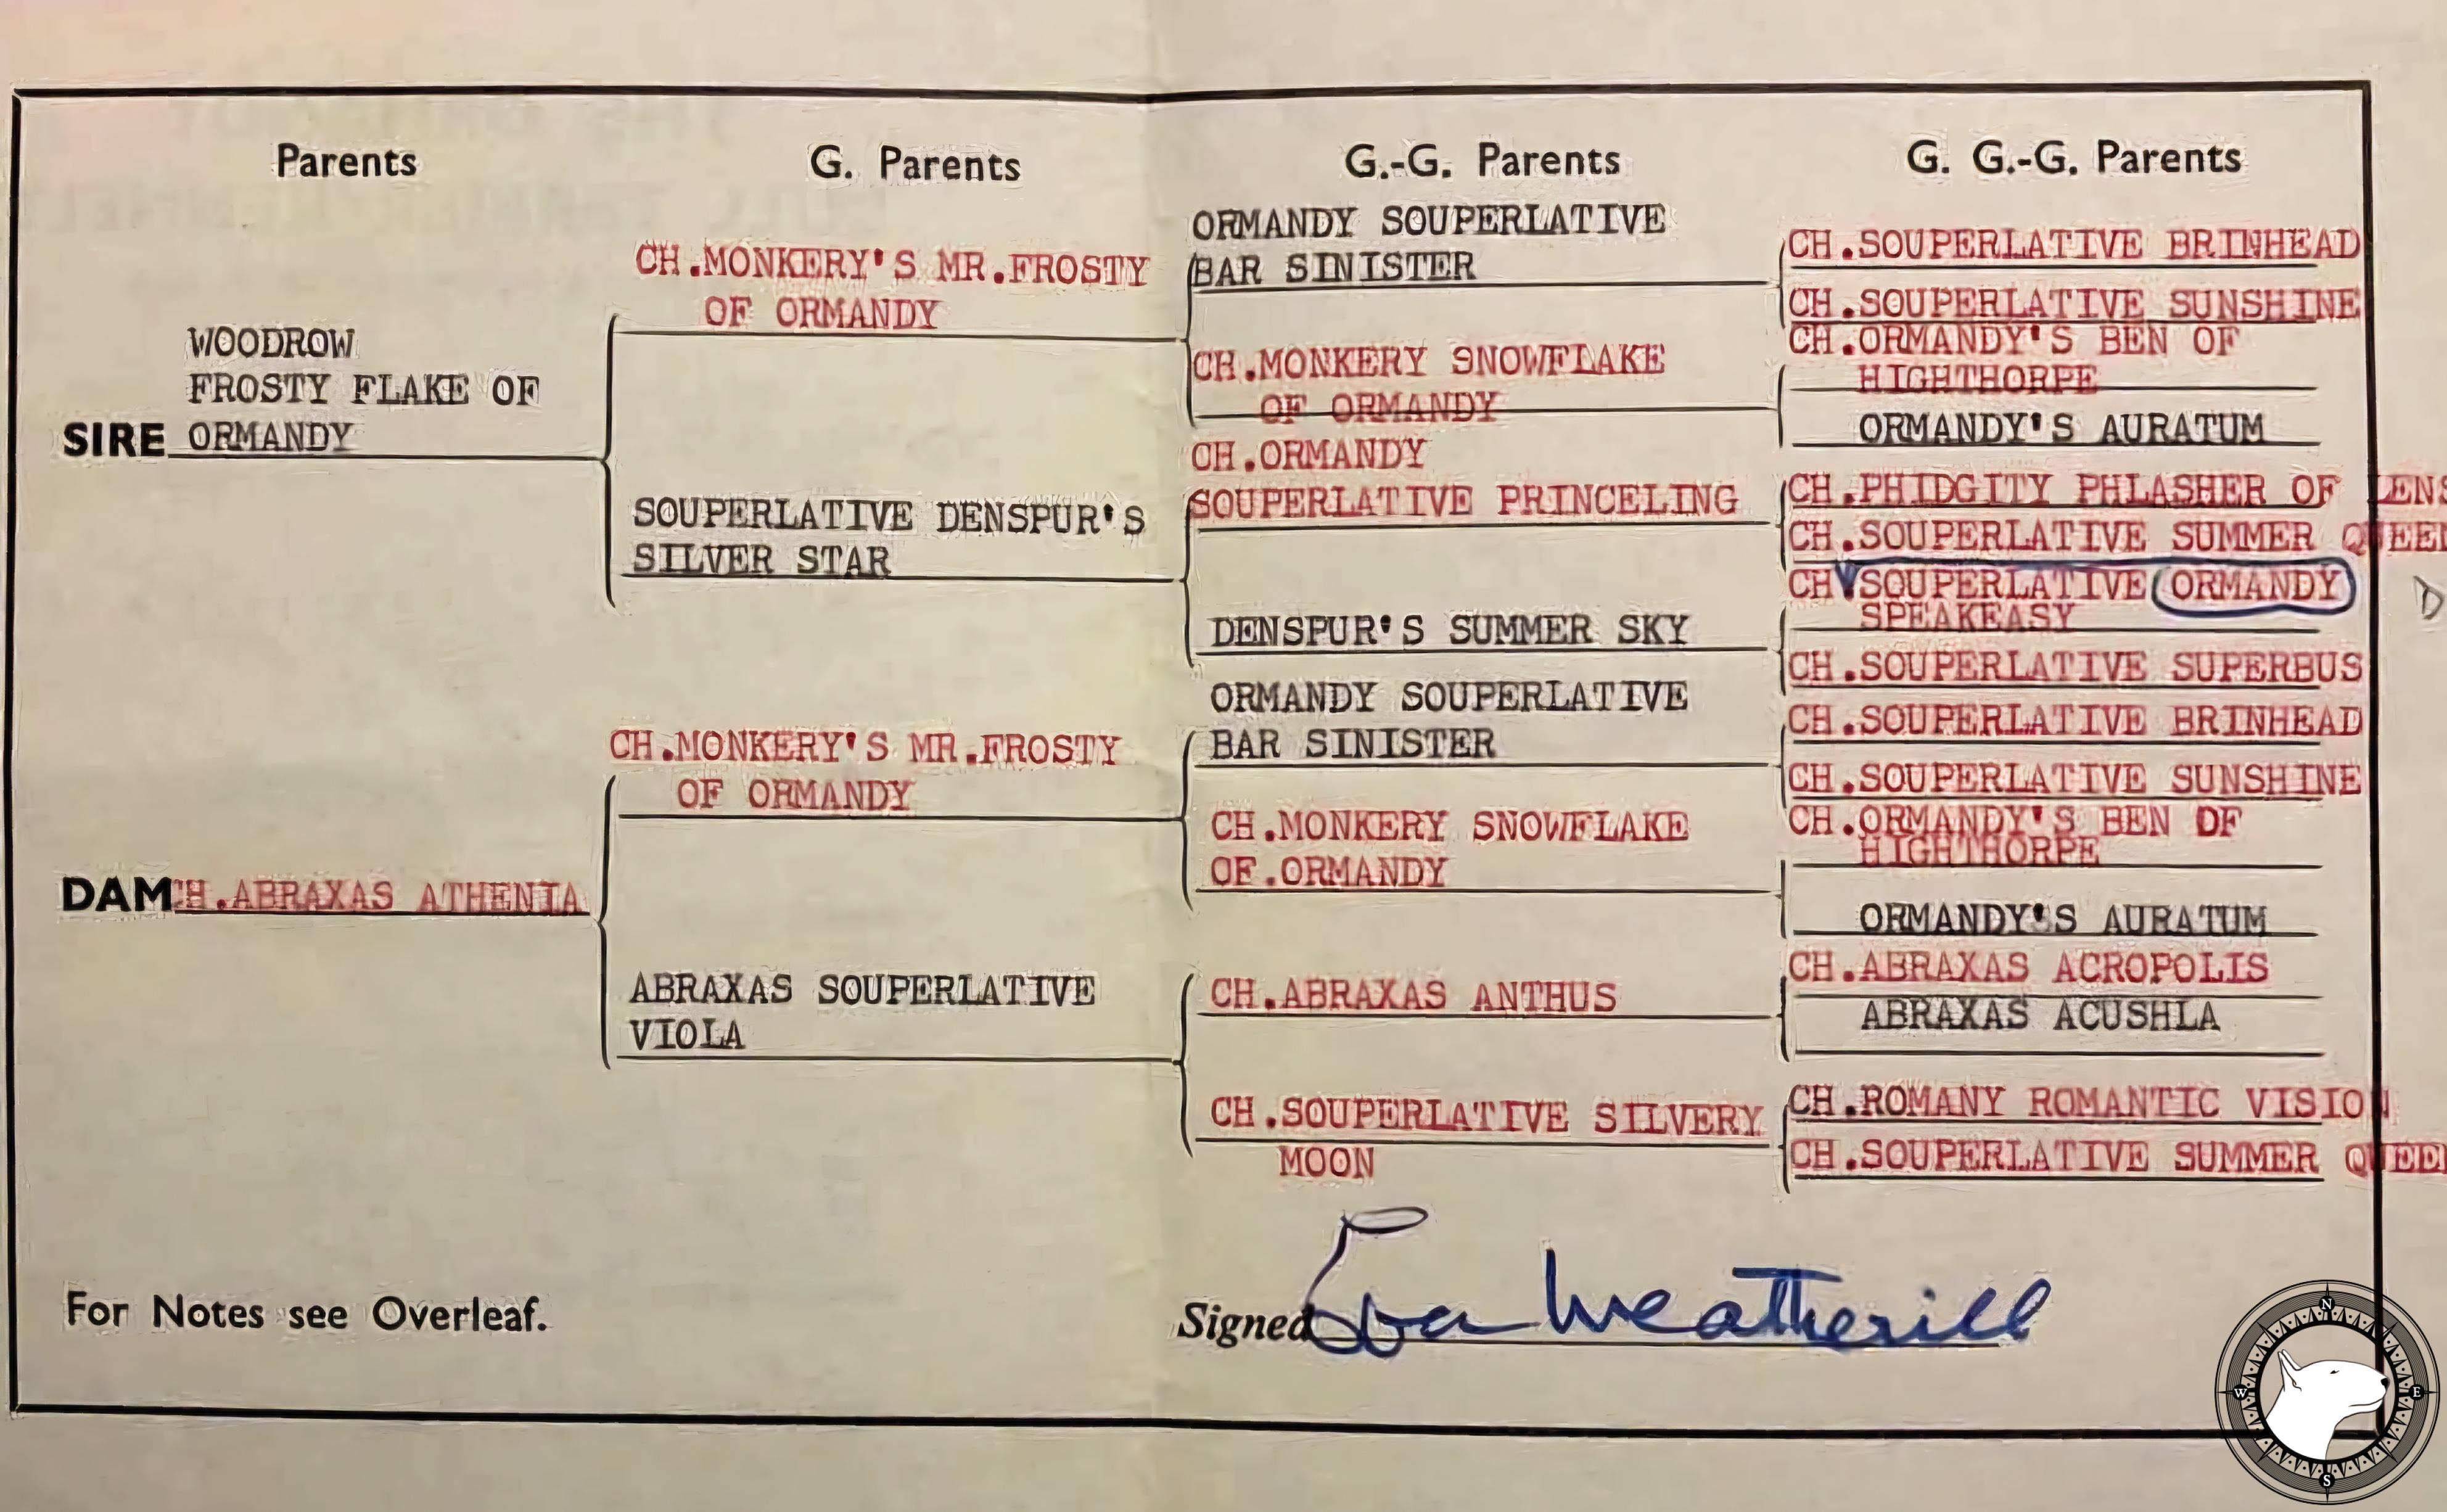 Parents
G. Parents
G.-G. Parents
G. G.-G. Parents
SIRE
WOODROW
FROSTY FLAKE OF
ORMANDY
DAM
CH.ABRAXAS ATHENIA
CH.MONKERY'S MR.FROSTY
OF ORMANDY
SOUPERLATIVE DENSPUR'S
SILVER STAR
CH.MONKERY'S MR.FROSTY
OF ORMANDY
ABRAXAS SOUPERLATIVE
VIOLA
ORMANDY SOUPERLATIVE
BAR SINISTER
CH.MONKERY SNOWFLAKE
OF ORMANDY
CH.ORMANDY
SOUPERLATIVE PRINCELING
DENSPUR'S SUMMER SKY
ORMANDY SOUPERLATIVE
BAR SINISTER
CH.MONKERY SNOWFLAKE
OF.ORMANDY
CH.ABRAXAS ANTHUS
CH.SOUPERLATIVE SILVERY
MOON
CH.SOUPERLATIVE BRINHEAD
CH.SOUPERLATIVE SUNSHINE
CH.ORMANDY'S BEN OF
HIGHTHORPE
ORMANDY'S AURATUM
CH.PHIDGITY PHLASHER OF LENS
CH.SOUPERLATIVE SUMMER QUEEN
CH SOUPERLATIVE ORMANDY
SPEAKEASY
D
CH.SOUPERLATIVE SUPERBUS
CH.SOUPERLATIVE BRINHEAD
CH.SOUPERLATIVE SUNSHINE
CH.ORMANDY'S BEN OF
HIGHTHORPE
ORMANDY'S AURATUM
CH.ABRAXAS ACROPOLIS
ABRAXAS ACUSHLA
CH.ROMANY ROMANTIC VISION
CH.SOUPERLATIVE SUMMER QUEEN
For Notes see Overleaf.
Signed Eva Weatherill
N
W
E
S